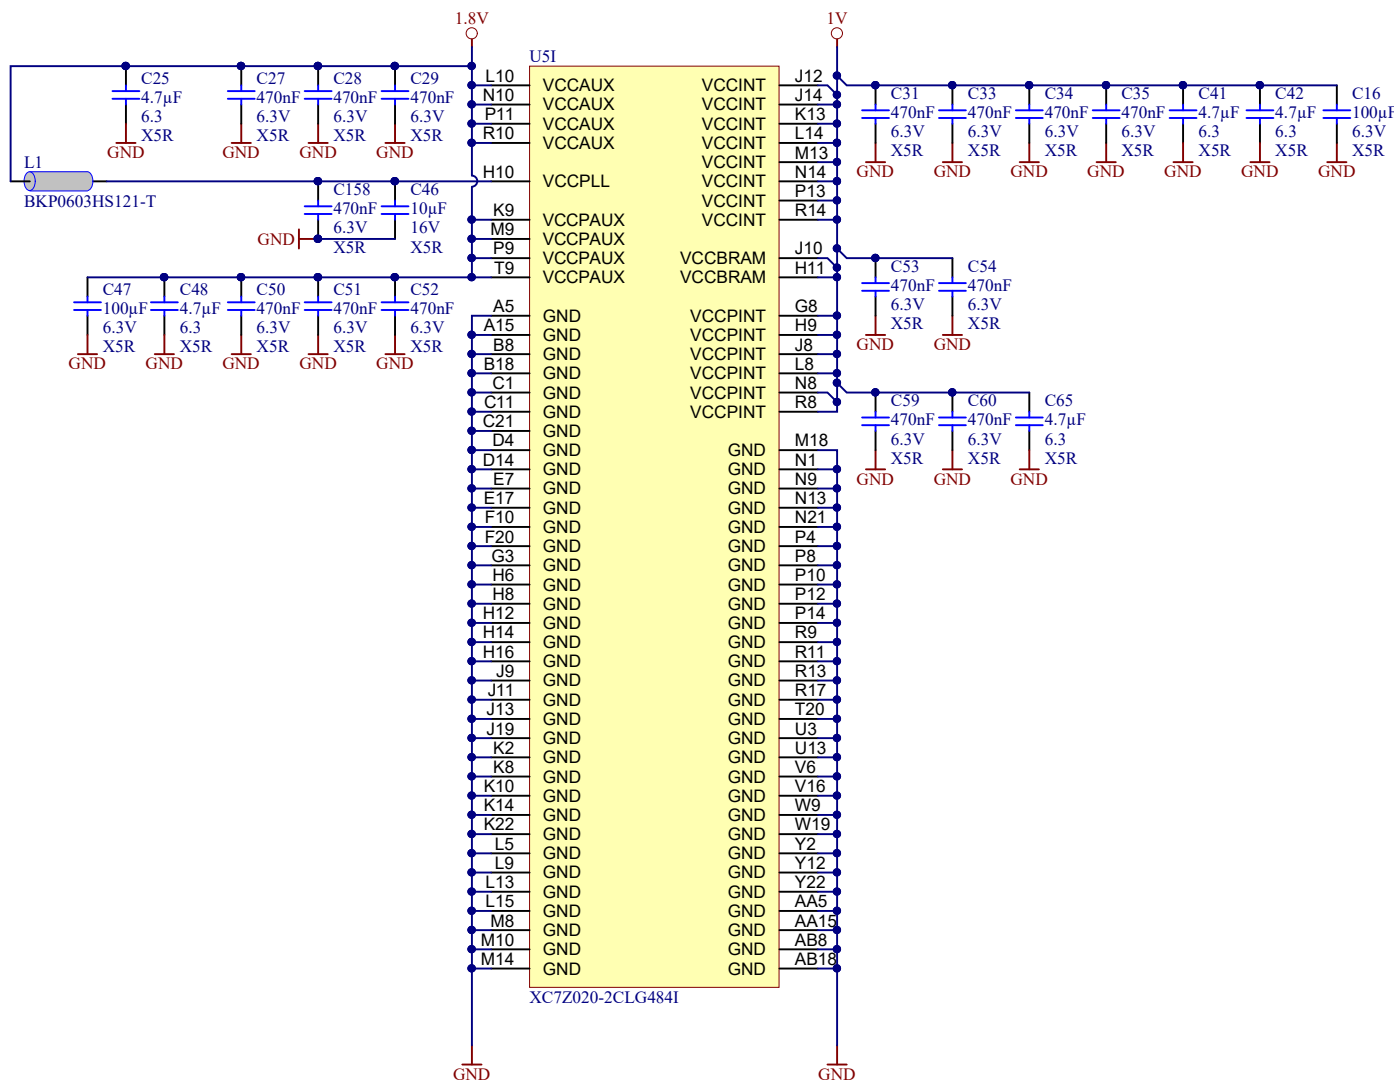 1.8V
1V
U5I
C25
4.7µF
6.3
X5R
GND
C27
470nF
6.3V
X5R
GND
C28
470nF
6.3V
X5R
GND
C29
470nF
6.3V
X5R
GND
L1
BKP0603HS121-T
C158
470nF
6.3V
X5R
C46
10µF
16V
X5R
GND
C47
100µF
6.3V
X5R
GND
C48
4.7µF
6.3
X5R
GND
C50
470nF
6.3V
X5R
GND
C51
470nF
6.3V
X5R
GND
C52
470nF
6.3V
X5R
GND
L10 VCCAUX
N10 VCCAUX
P11 VCCAUX
R10 VCCAUX
H10 VCCPLL
K9 VCCPAUX
M9 VCCPAUX
P9 VCCPAUX
T9 VCCPAUX
A5 GND
A15 GND
B8 GND
B18 GND
C1 GND
C11 GND
C21 GND
D4 GND
D14 GND
E7 GND
E17 GND
F10 GND
F20 GND
G3 GND
H6 GND
H8 GND
H12 GND
H14 GND
H16 GND
J9 GND
J11 GND
J13 GND
J19 GND
K2 GND
K8 GND
K10 GND
K14 GND
K22 GND
L5 GND
L9 GND
L13 GND
L15 GND
M8 GND
M10 GND
M14 GND
VCCINT J12
VCCINT J14
VCCINT K13
VCCINT L14
VCCINT M13
VCCINT N14
VCCINT P13
VCCINT R14
VCCBRAM J10
VCCBRAM H11
VCCPINT G8
VCCPINT H9
VCCPINT J8
VCCPINT L8
VCCPINT N8
VCCPINT R8
GND M18
GND N1
GND N9
GND N13
GND N21
GND P4
GND P8
GND P10
GND P12
GND P14
GND R9
GND R11
GND R13
GND R17
GND T20
GND U3
GND U13
GND V6
GND V16
GND W9
GND W19
GND Y2
GND Y12
GND Y22
GND AA5
GND AA15
GND AB8
GND AB18
C31
470nF
6.3V
X5R
GND
C33
470nF
6.3V
X5R
GND
C34
470nF
6.3V
X5R
GND
C35
470nF
6.3V
X5R
GND
C41
4.7µF
6.3
X5R
GND
C42
4.7µF
6.3
X5R
GND
C16
100µF
6.3V
X5R
GND
C53
470nF
6.3V
X5R
GND
C54
470nF
6.3V
X5R
GND
C59
470nF
6.3V
X5R
GND
C60
470nF
6.3V
X5R
GND
C65
4.7µF
6.3
X5R
GND
XC7Z020-2CLG484I
GND
GND